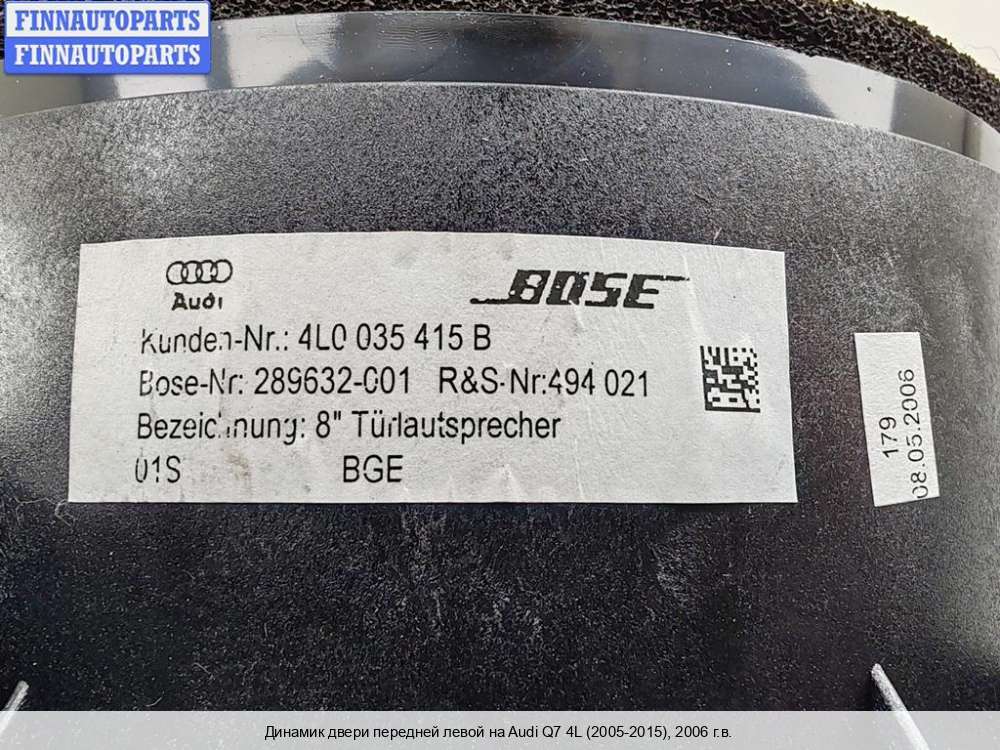 FINNAUTOPARTS
FINNAUTOPARTS
Audi
BOSE
Kunden-Nr.: 4L0 035 415 B
Bose-Nr: 289632-001 R&S-Nr:494 021
Bezeichnung: 8" Türlautsprecher
01S BGE
179
08.05.2006
Динамик двери передней левой на Audi Q7 4L (2005-2015), 2006 г.в.